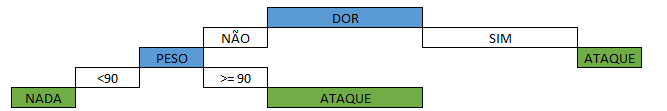 DOR
NÃO SIM
PESO ATAQUE
<90 >= 90
NADA ATAQUE